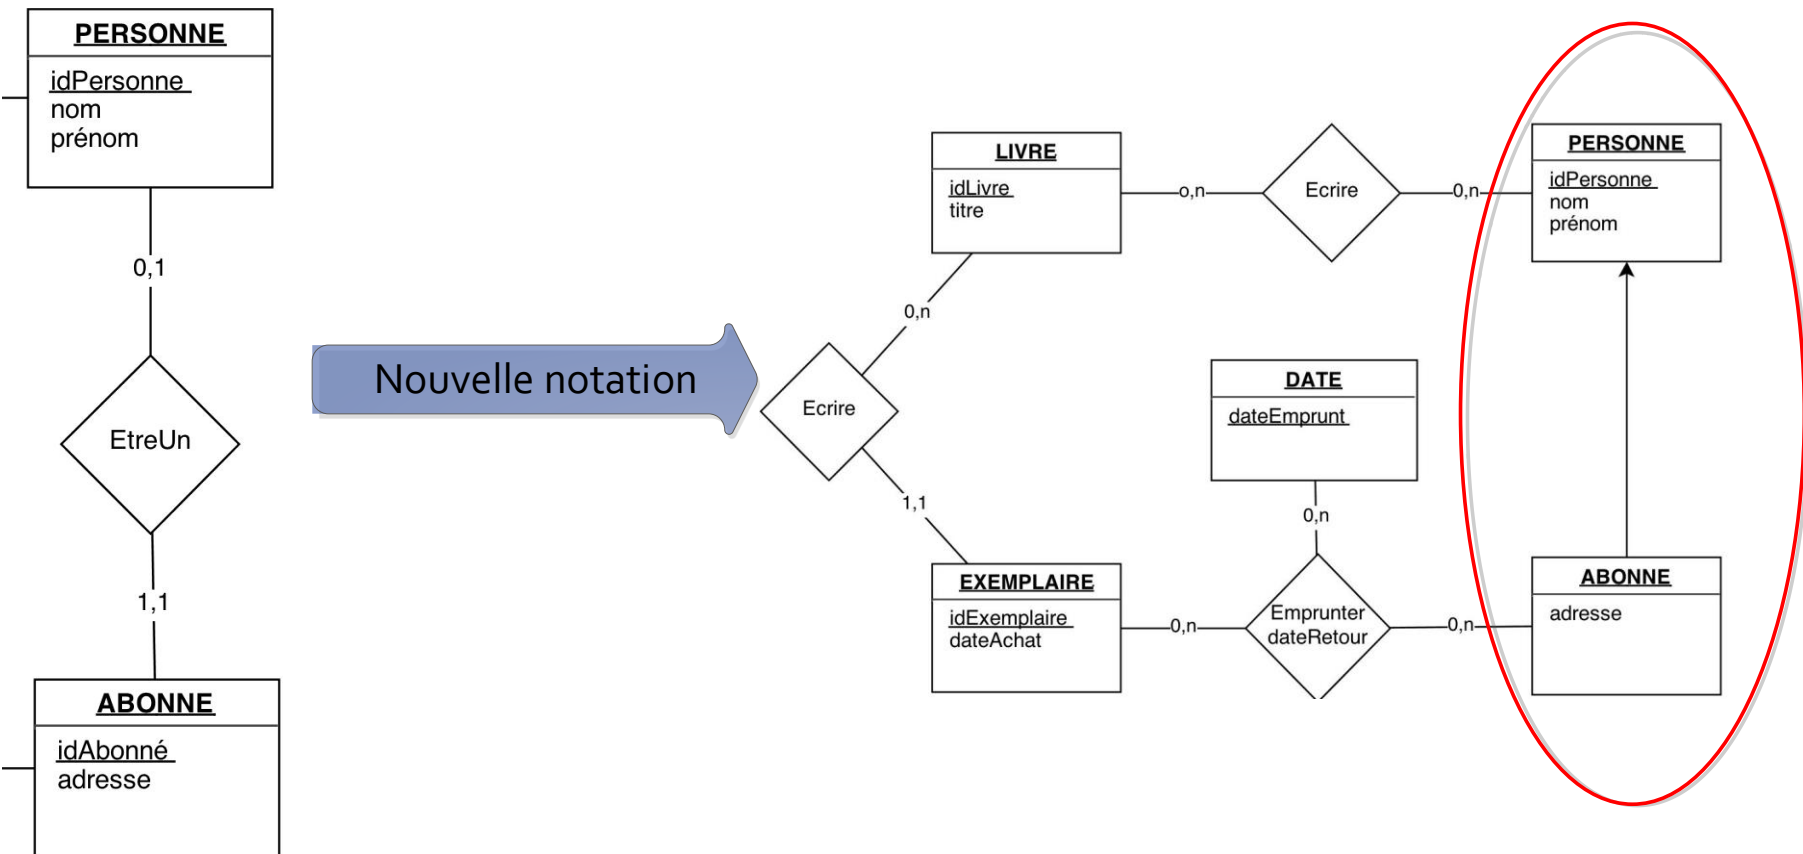 PERSONNE
idPersonne
nom
prénom
0,1
EtreUn
1,1
ABONNE
idAbonné
adresse
Nouvelle notation
LIVRE
idLivre
titre
o,n
Ecrire
0,n
PERSONNE
idPersonne
nom
prénom
0,n
Ecrire
1,1
DATE
dateEmprunt
0,n
EXEMPLAIRE
idExemplaire
dateAchat
0,n
Emprunter
dateRetour
0,n
ABONNE
adresse